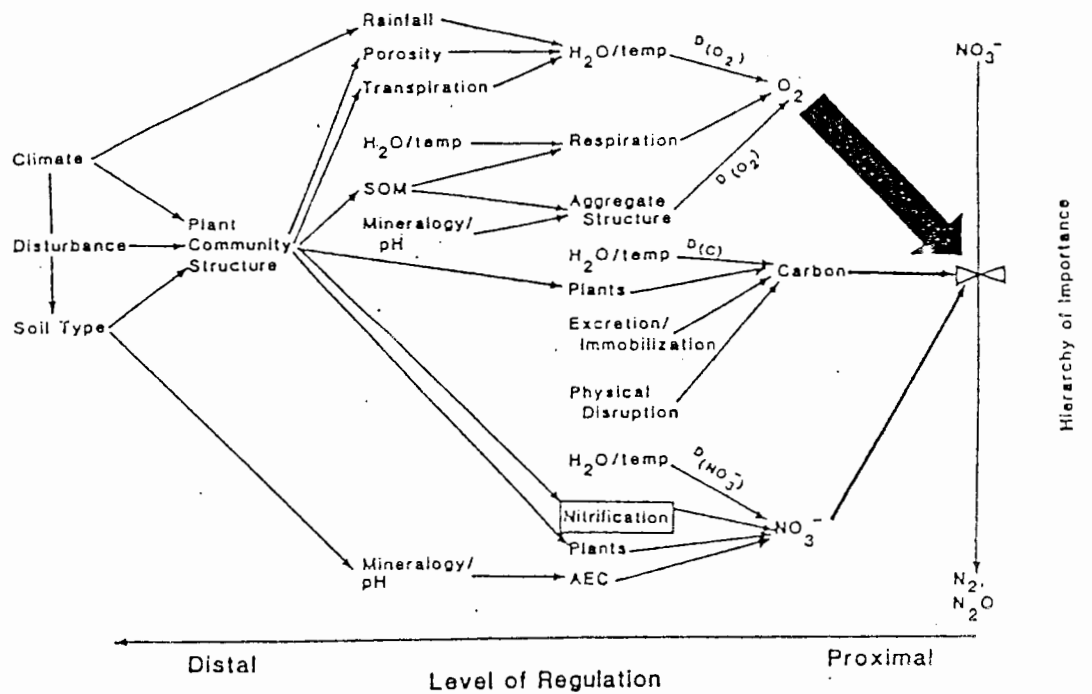 Rainfall
Porosity
Transpiration
H₂O/temp
D(O₂)
O₂
NO₃⁻
H₂O/temp
Respiration
D(O₂)
Climate
SOM
Aggregate
Structure
Mineralogy/
pH
Plant
Community
Structure
Disturbance
Soil Type
H₂O/temp
D(C)
Carbon
Plants
Excretion/
Immobilization
Physical
Disruption
H₂O/temp
D(NO₃⁻)
Nitrification
NO₃⁻
Plants
Mineralogy/
pH
AEC
N₂,
N₂O
Hierarchy of Importance
Distal
Proximal
Level of Regulation